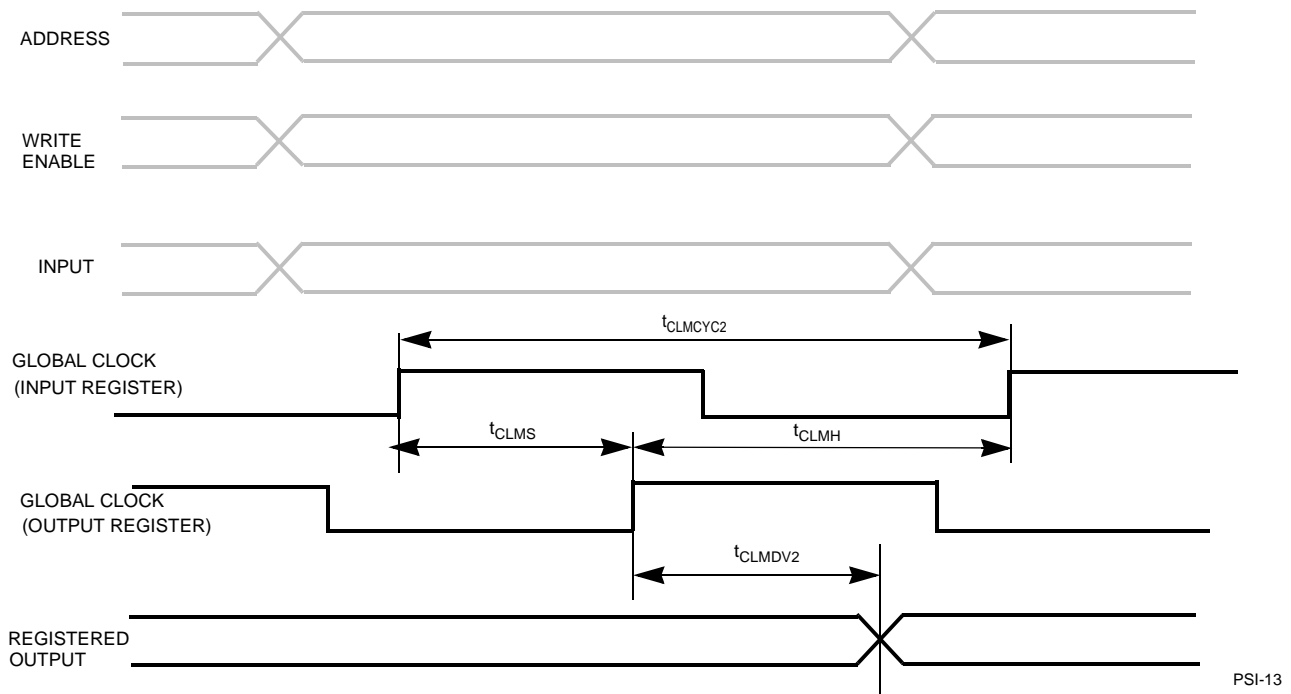 ADDRESS
WRITE
ENABLE
INPUT
tCLMCYC2
GLOBAL CLOCK
(INPUT REGISTER)
tCLMS
tCLMH
GLOBAL CLOCK
(OUTPUT REGISTER)
tCLMDV2
REGISTERED
OUTPUT
PSI-13